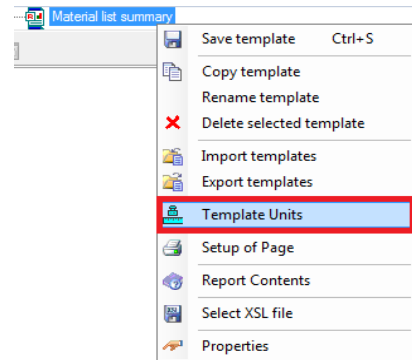 Material list summary
Save template Ctrl+S
Copy template
Rename template
Delete selected template
Import templates
Export templates
Template Units
Setup of Page
Report Contents
Select XSL file
Properties